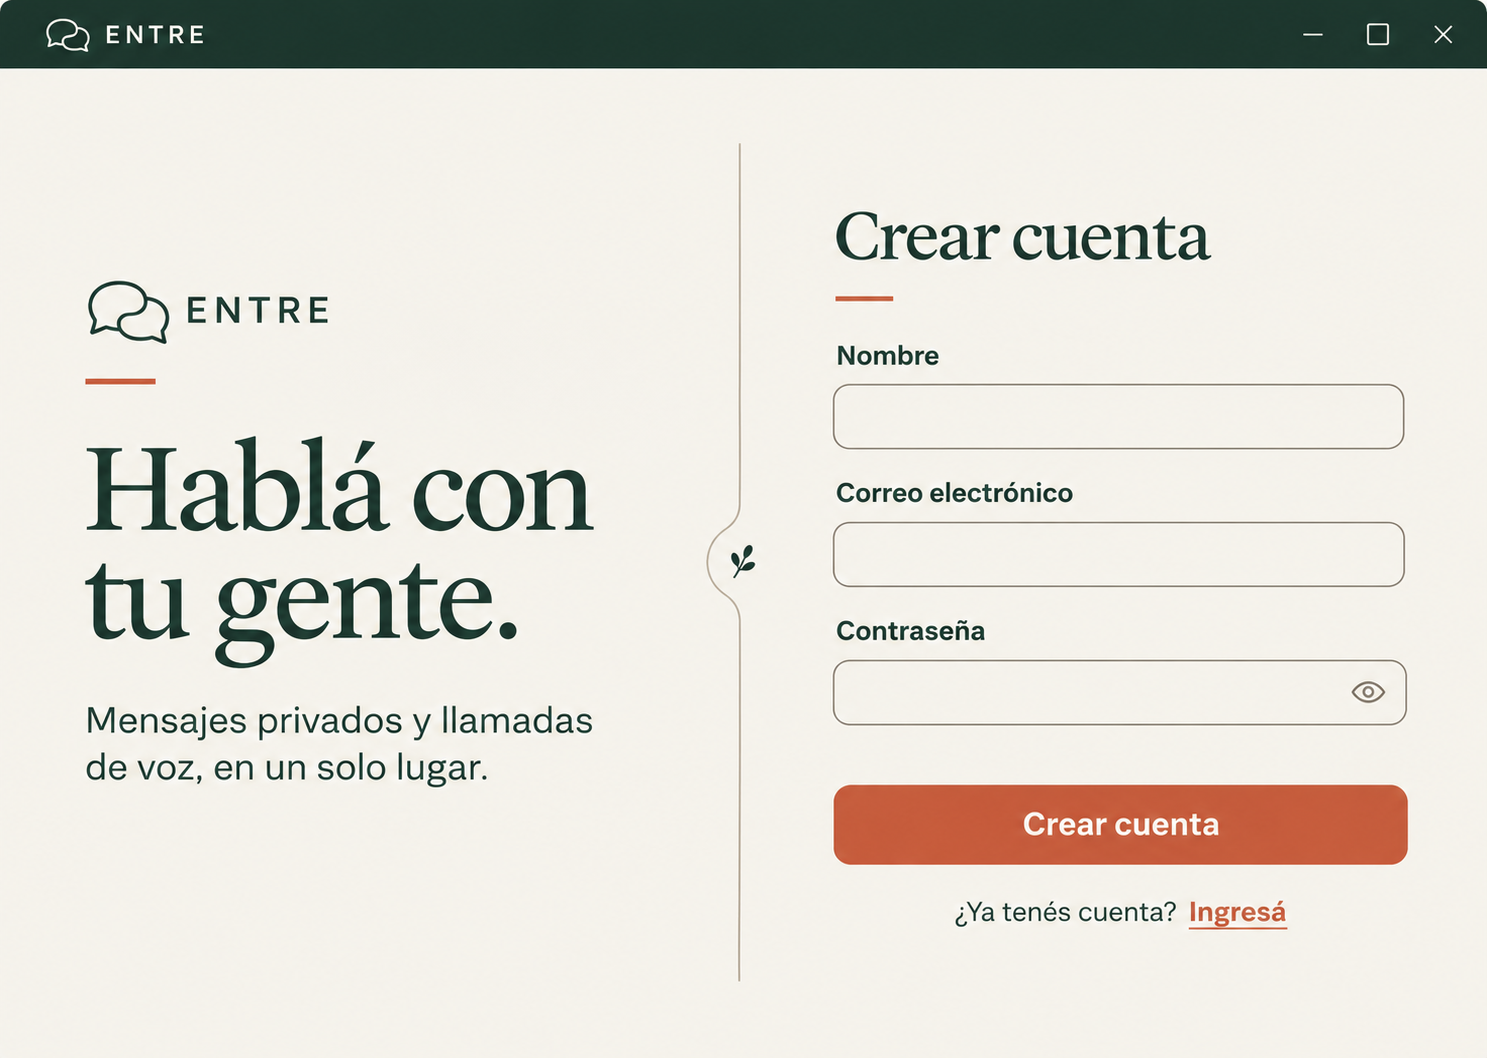 ENTRE
ENTRE
Hablá con
tu gente.
Mensajes privados y llamadas
de voz, en un solo lugar.
Crear cuenta
Nombre
Correo electrónico
Contraseña
Crear cuenta
¿Ya tenés cuenta? Ingresá